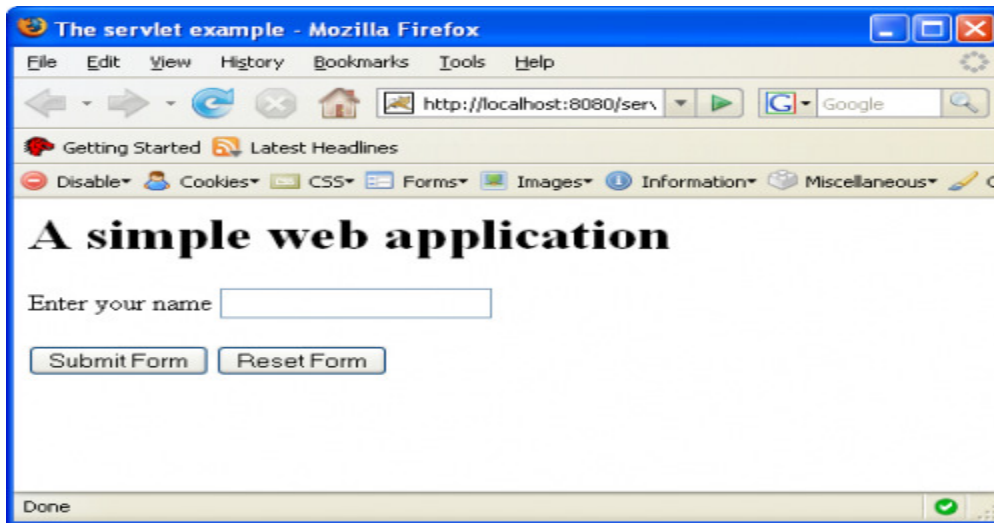 The servlet example - Mozilla Firefox
File Edit View History Bookmarks Tools Help
http://localhost:8080/serv G Google
Getting Started Latest Headlines
Disable Cookies CSS Forms Images Information Miscellaneous
A simple web application
Enter your name
Submit Form Reset Form
Done